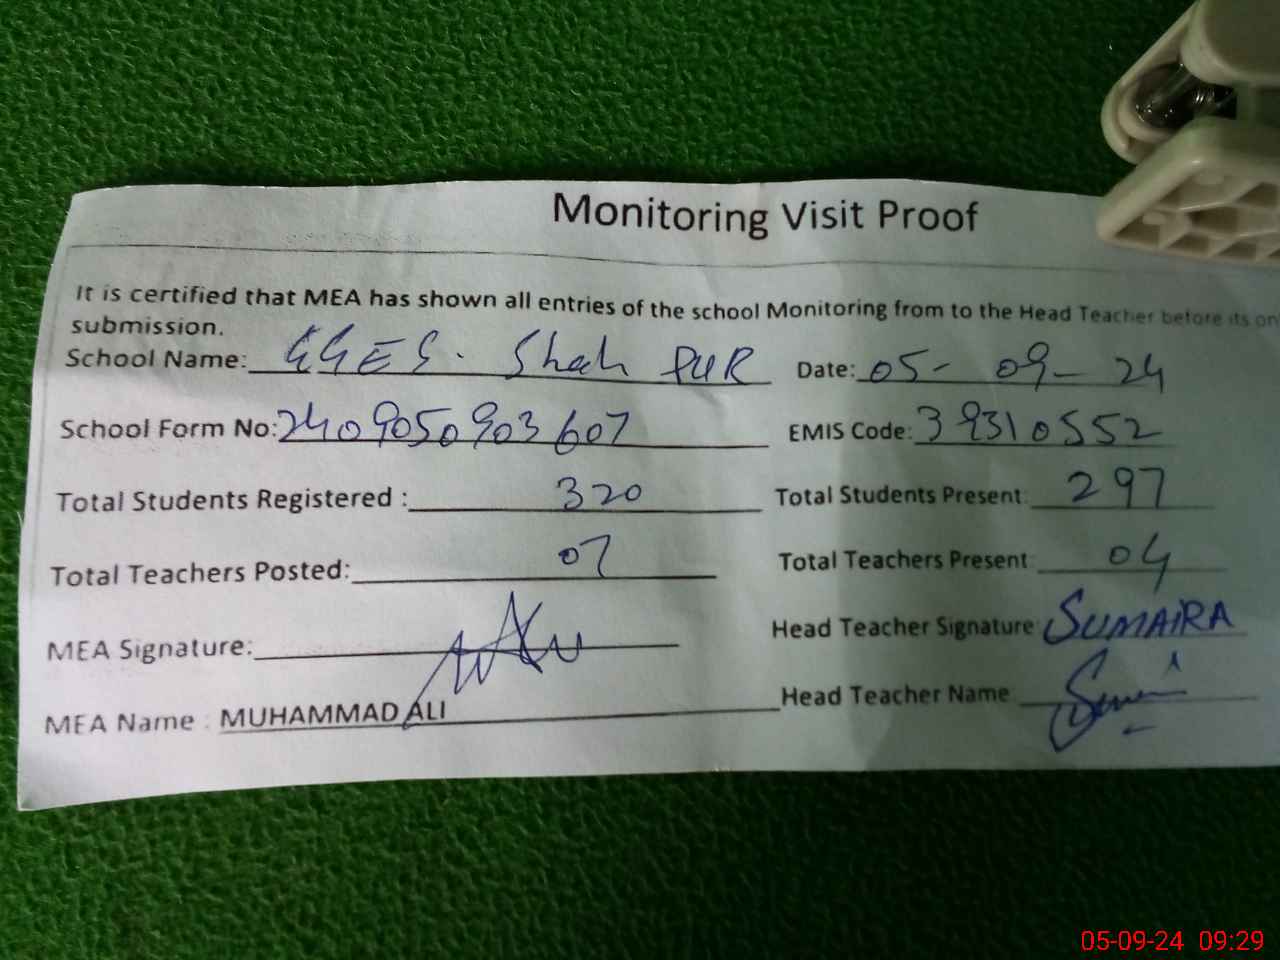 Monitoring Visit Proof
It is certified that MEA has shown all entries of the school Monitoring from to the Head Teacher before its on
submission.
School Name: GGES. Shah PUR Date: 05-09-24
School Form No: 2409050903607 EMIS Code: 39310552
Total Students Registered : 320 Total Students Present: 297
Total Teachers Posted: 07 Total Teachers Present: 04
MEA Signature: Head Teacher Signature: SUMAIRA
MEA Name : MUHAMMAD ALI Head Teacher Name
05-09-24 09:29